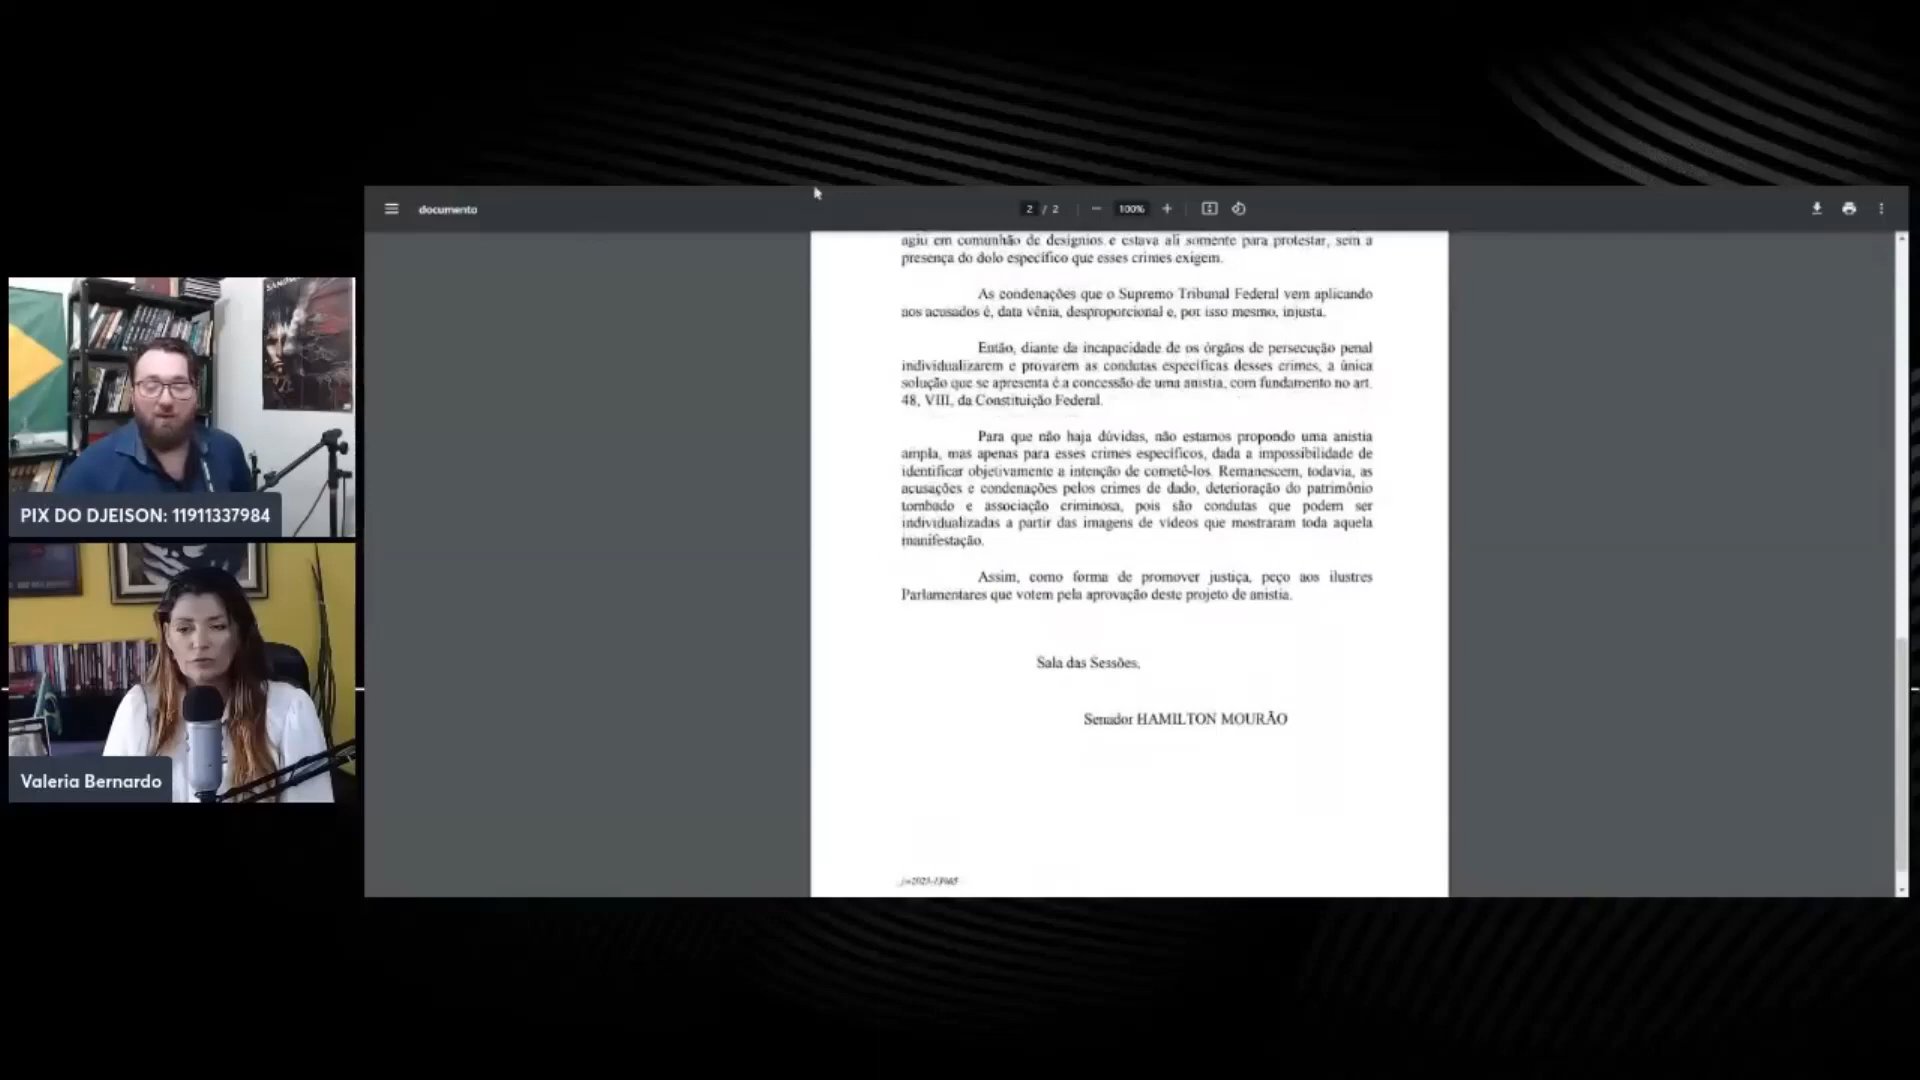 documento
2 / 2
100%
agiu em comunhão de desígnios e estava ali somente para protestar, sem a
presença do dolo específico que esses crimes exigem.
As condenações que o Supremo Tribunal Federal vem aplicando
aos acusados é, data vênia, desproporcional e, por isso mesmo, injusta.
Então, diante da incapacidade de os órgãos de persecução penal
individualizarem e provarem as condutas específicas desses crimes, a única
solução que se apresenta é a concessão de uma anistia, com fundamento no art.
48, VIII, da Constituição Federal.
Para que não haja dúvidas, não estamos propondo uma anistia
ampla, mas apenas para esses crimes específicos, dada a impossibilidade de
identificar objetivamente a intenção de cometê-los. Remanescem, todavia, as
acusações e condenações pelos crimes de dado, deterioração do patrimônio
tombado e associação criminosa, pois são condutas que podem ser
individualizadas a partir das imagens de vídeos que mostraram toda aquela
manifestação.
Assim, como forma de promover justiça, peço aos ilustres
Parlamentares que votem pela aprovação deste projeto de anistia.
Sala das Sessões,
Senador HAMILTON MOURÃO
PIX DO DJEISON: 11911337984
Valeria Bernardo